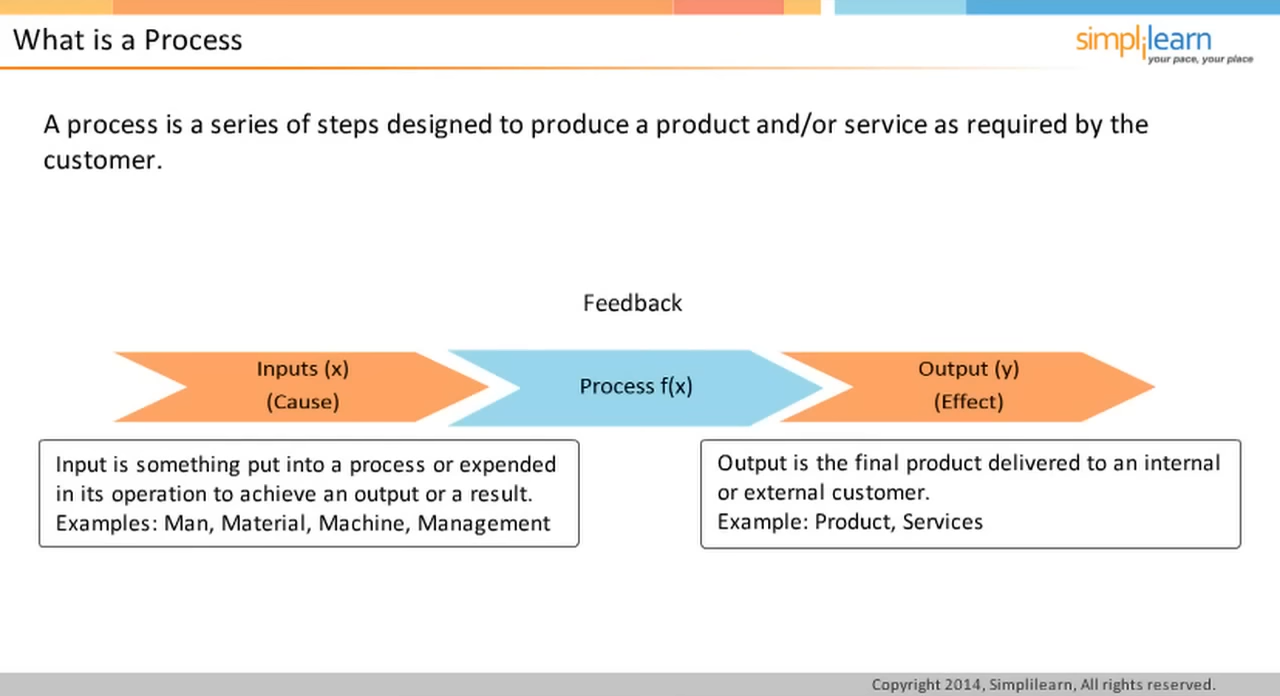 What is a Process
simplilearn
your pace, your place
A process is a series of steps designed to produce a product and/or service as required by the
customer.
Feedback
Inputs (x)
(Cause)
Process f(x)
Output (y)
(Effect)
Input is something put into a process or expended
in its operation to achieve an output or a result.
Examples: Man, Material, Machine, Management
Output is the final product delivered to an internal
or external customer.
Example: Product, Services
Copyright 2014, Simplilearn, All rights reserved.